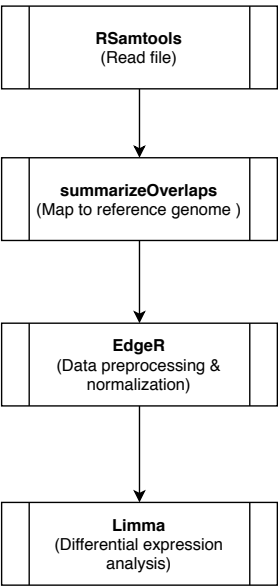 RSamtools
(Read file)
summarizeOverlaps
(Map to reference genome )
EdgeR
(Data preprocessing &
normalization)
Limma
(Differential expression
analysis)